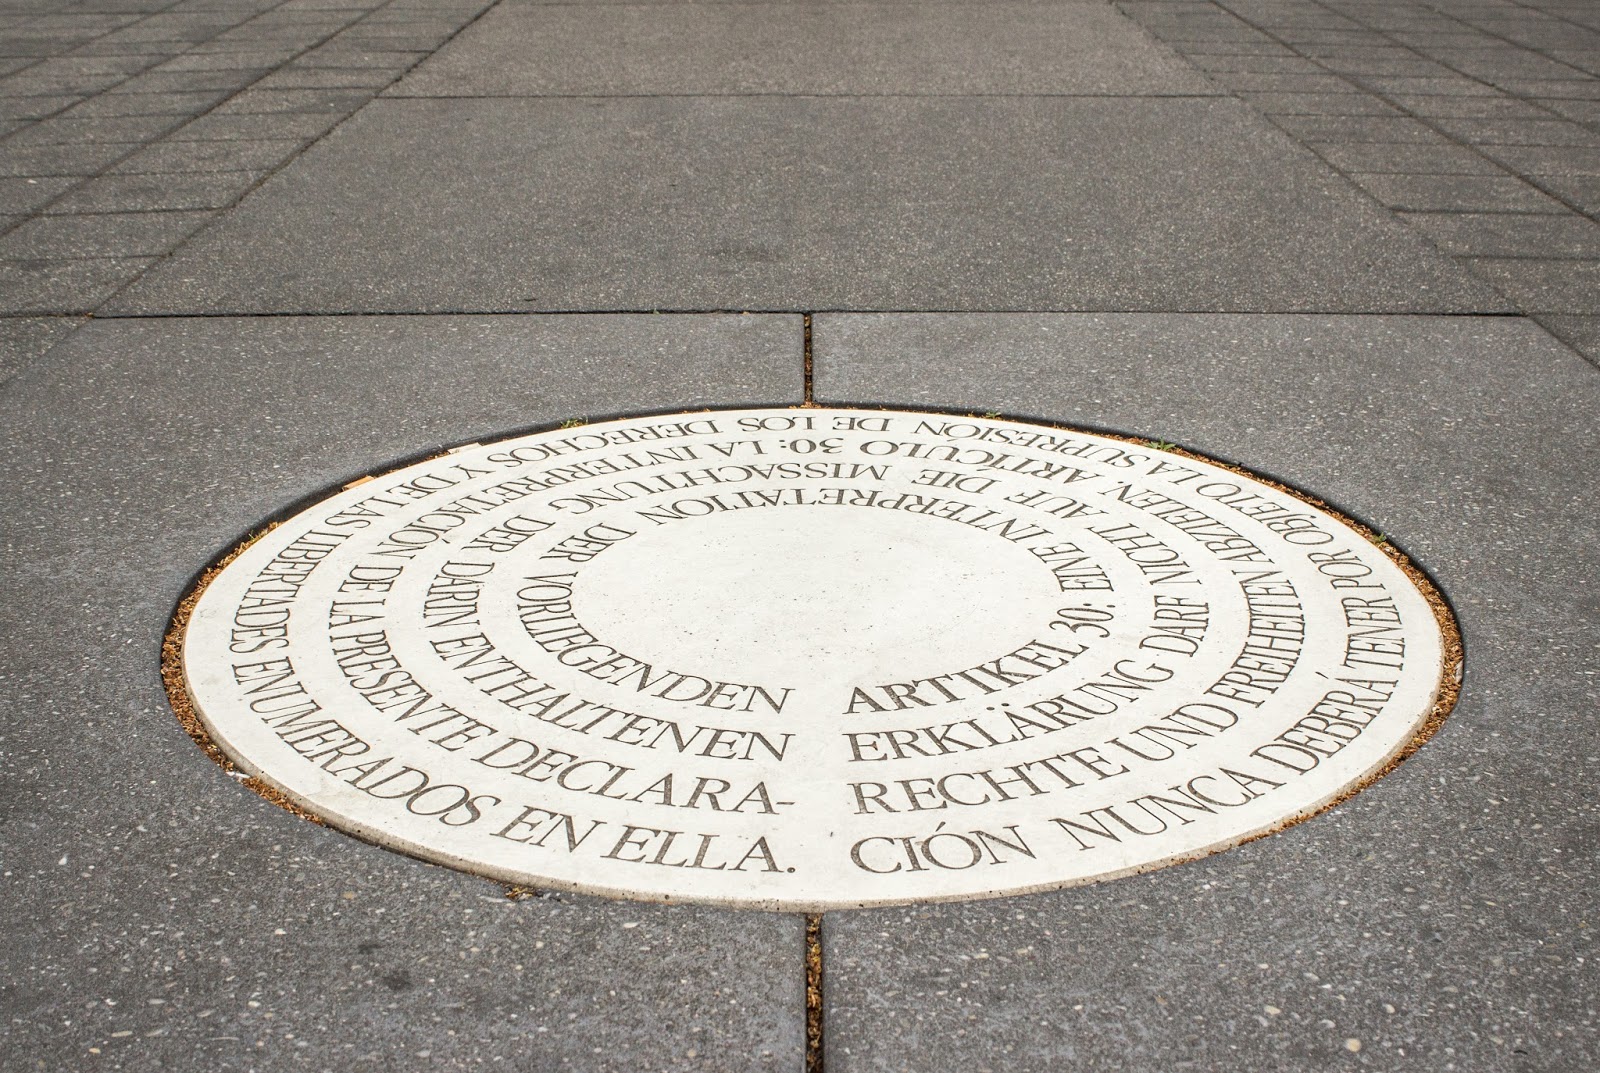 ARTIKEL 30: EINE INTERPRETATION DER VORLIEGENDEN
ERKLÄRUNG DARF NICHT AUF DIE MISSACHTUNG DER DARIN ENTHALTENEN
RECHTE UND FREIHEITEN ABZIELEN. ARTÍCULO 30: LA INTERPRETACIÓN DE LA PRESENTE DECLARA-
CIÓN NUNCA DEBERÁ TENER POR OBJETO LA SUPRESIÓN DE LOS DERECHOS Y DE LAS LIBERTADES ENUMERADOS EN ELLA.